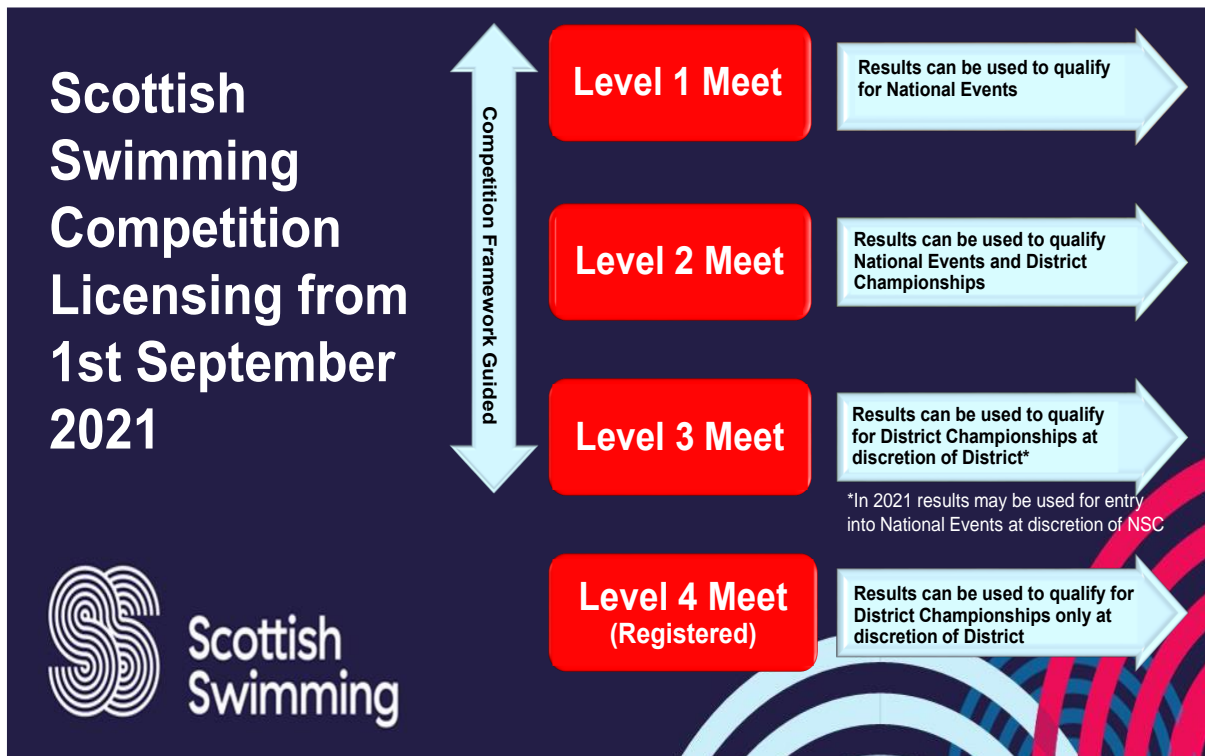 Scottish
Swimming
Competition
Licensing from
1st September
2021
Competition Framework Guided
Level 1 Meet
Results can be used to qualify
for National Events
Level 2 Meet
Results can be used to qualify
National Events and District
Championships
Level 3 Meet
Results can be used to qualify
for District Championships at
discretion of District*
*In 2021 results may be used for entry
into National Events at discretion of NSC
Level 4 Meet
(Registered)
Results can be used to qualify for
District Championships only at
discretion of District
SS
Scottish
Swimming